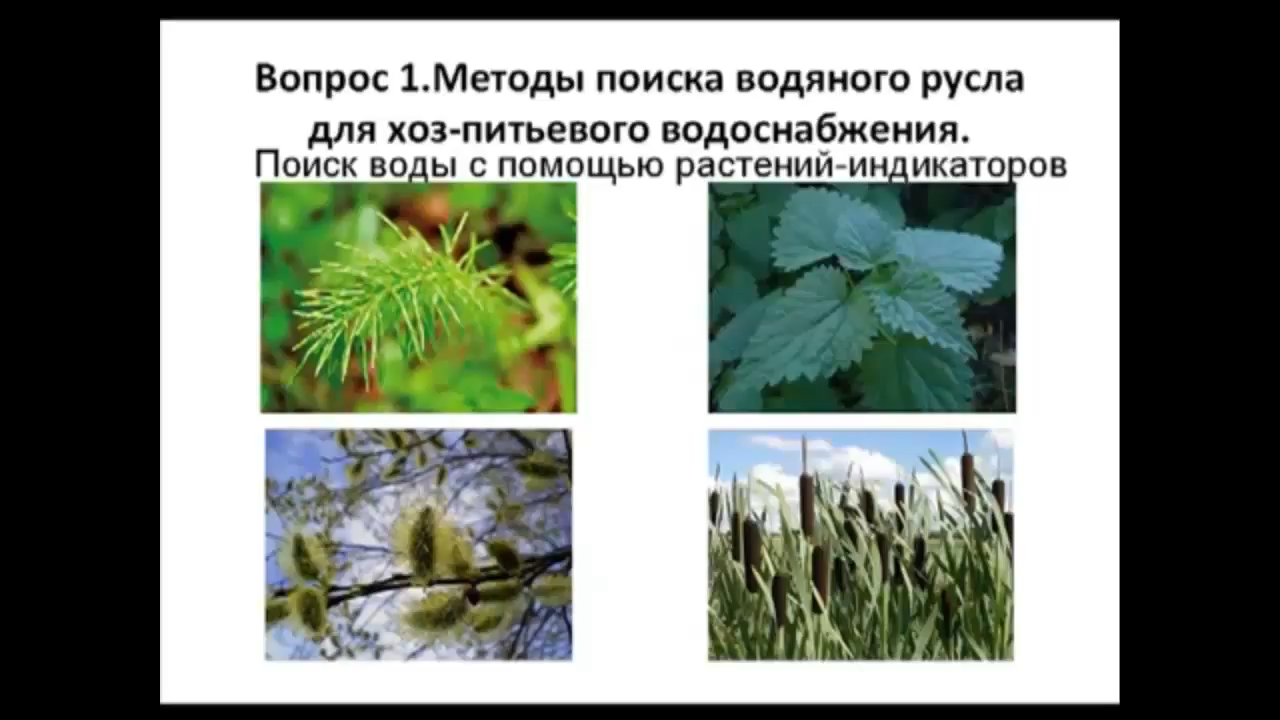 Вопрос 1.Методы поиска водяного русла
для хоз-питьевого водоснабжения.
Поиск воды с помощью растений-индикаторов